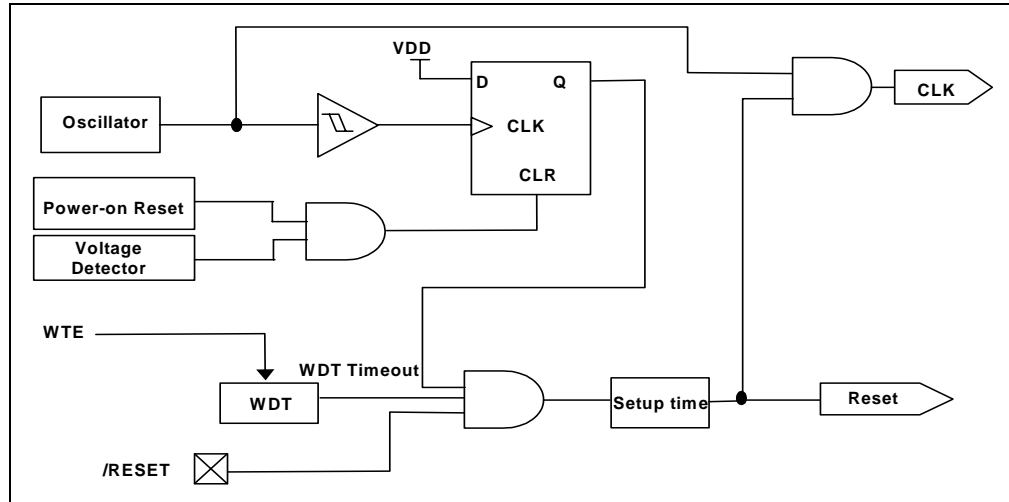 VDD
D
Q
CLK
Oscillator
CLK
CLR
Power-on Reset
Voltage
Detector
WTE
WDT Timeout
WDT
Setup time
Reset
/RESET